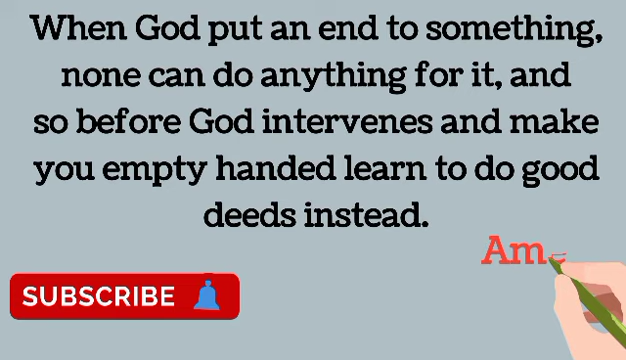 When God put an end to something,
none can do anything for it, and
so before God intervenes and make
you empty handed learn to do good
deeds instead.
Ame
SUBSCRIBE